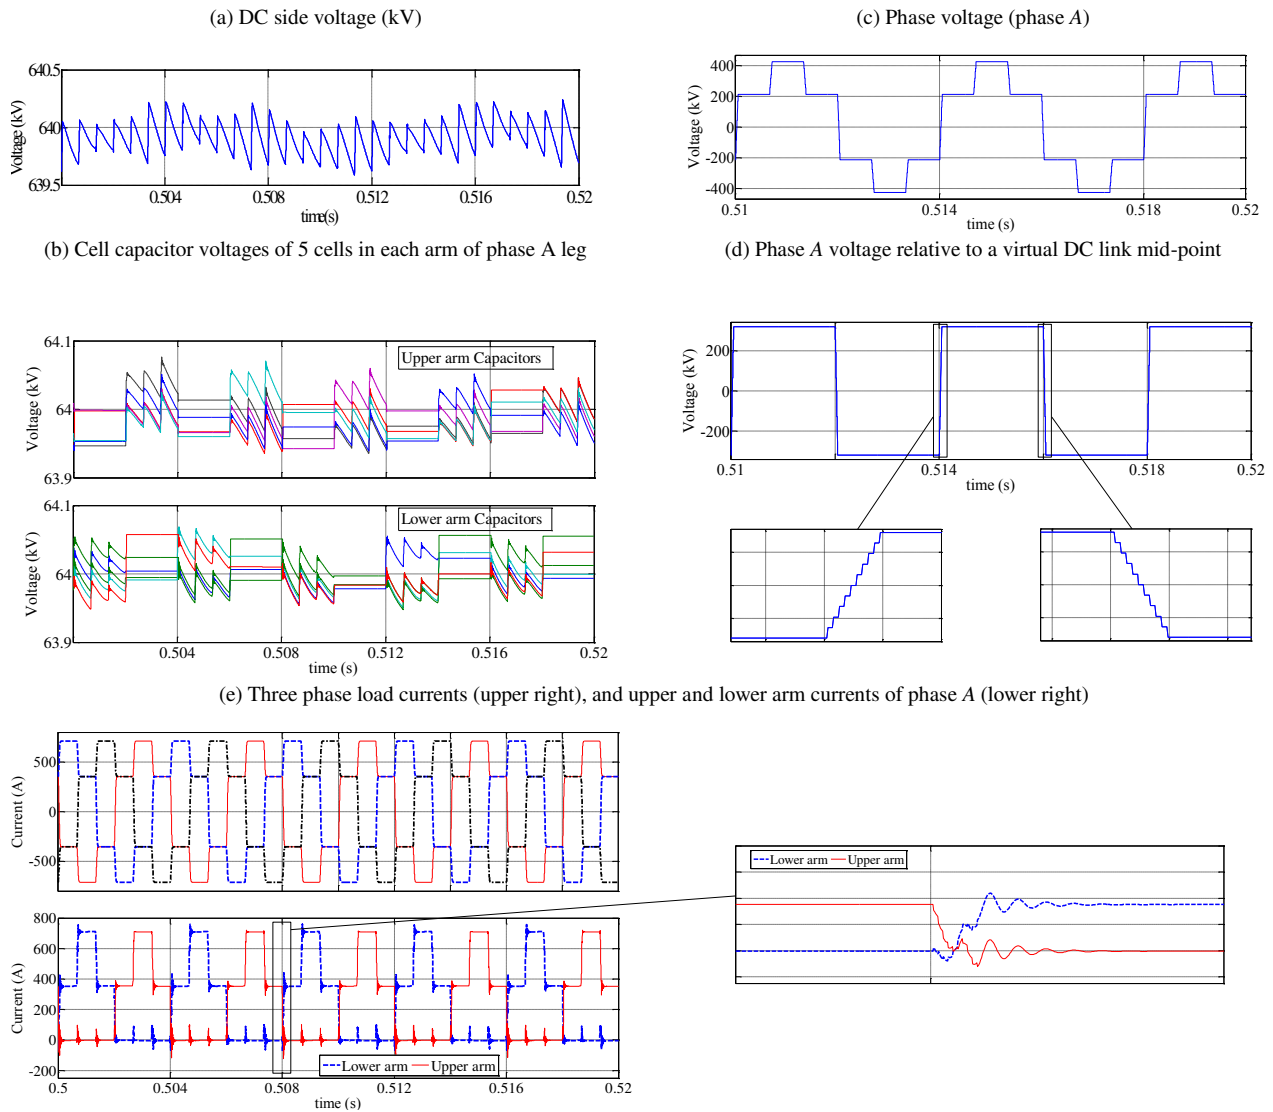 (a) DC side voltage (kV)
(c) Phase voltage (phase A)
640.5
640
639.5
Voltage (kV)
0.504
0.508
0.512
0.516
0.52
time(s)
400
200
0
-200
-400
Voltage (kV)
0.51
0.514
0.518
0.52
time (s)
(b) Cell capacitor voltages of 5 cells in each arm of phase A leg
(d) Phase A voltage relative to a virtual DC link mid-point
64.1
64
63.9
Voltage (kV)
Upper arm Capacitors
64.1
64
63.9
Voltage (kV)
Lower arm Capacitors
0.504
0.508
0.512
0.516
0.52
time (s)
200
0
-200
Voltage (kV)
0.51
0.514
0.518
0.52
time (s)
(e) Three phase load currents (upper right), and upper and lower arm currents of phase A (lower right)
500
0
-500
Current (A)
800
600
400
200
0
-200
Current (A)
Lower arm Upper arm
0.5
0.504
0.508
0.512
0.516
0.52
time (s)
Lower arm Upper arm